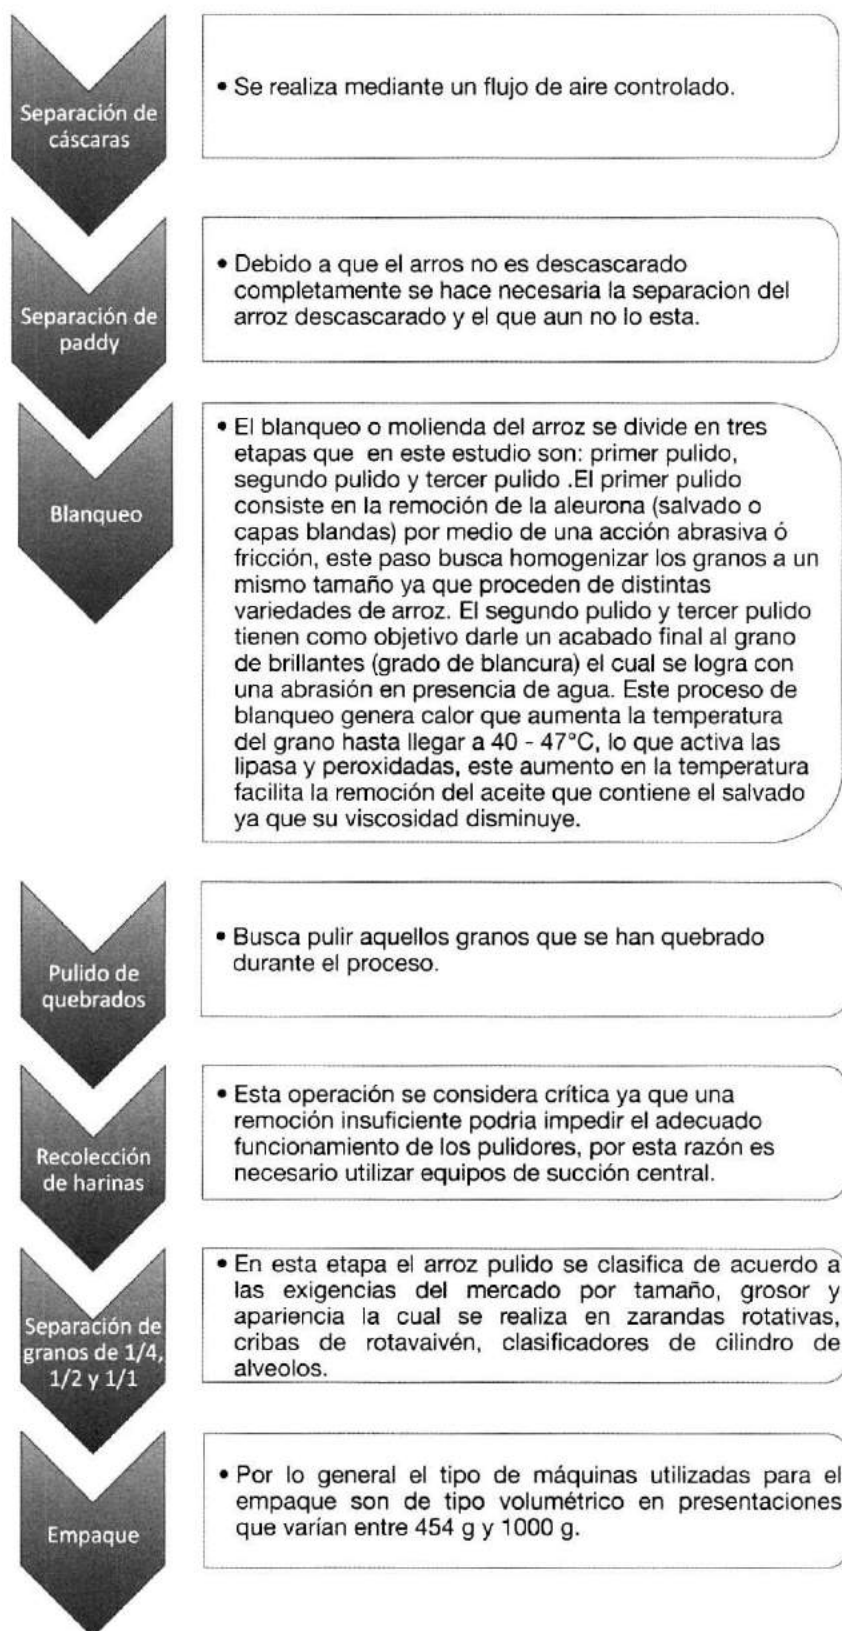 Separación de
cáscaras
• Se realiza mediante un flujo de aire controlado.
Separación de
paddy
• Debido a que el arros no es descascarado
completamente se hace necesaria la separacion del
arroz descascarado y el que aun no lo esta.
Blanqueo
• El blanqueo o molienda del arroz se divide en tres
etapas que en este estudio son: primer pulido,
segundo pulido y tercer pulido .El primer pulido
consiste en la remoción de la aleurona (salvado o
capas blandas) por medio de una acción abrasiva ó
fricción, este paso busca homogenizar los granos a un
mismo tamaño ya que proceden de distintas
variedades de arroz. El segundo pulido y tercer pulido
tienen como objetivo darle un acabado final al grano
de brillantes (grado de blancura) el cual se logra con
una abrasión en presencia de agua. Este proceso de
blanqueo genera calor que aumenta la temperatura
del grano hasta llegar a 40 - 47°C, lo que activa las
lipasa y peroxidadas, este aumento en la temperatura
facilita la remoción del aceite que contiene el salvado
ya que su viscosidad disminuye.
Pulido de
quebrados
• Busca pulir aquellos granos que se han quebrado
durante el proceso.
Recolección
de harinas
• Esta operación se considera crítica ya que una
remoción insuficiente podria impedir el adecuado
funcionamiento de los pulidores, por esta razón es
necesario utilizar equipos de succión central.
Separación de
granos de 1/4,
1/2 y 1/1
• En esta etapa el arroz pulido se clasifica de acuerdo a
las exigencias del mercado por tamaño, grosor y
apariencia la cual se realiza en zarandas rotativas,
cribas de rotavaivén, clasificadores de cilindro de
alveolos.
Empaque
• Por lo general el tipo de máquinas utilizadas para el
empaque son de tipo volumétrico en presentaciones
que varían entre 454 g y 1000 g.